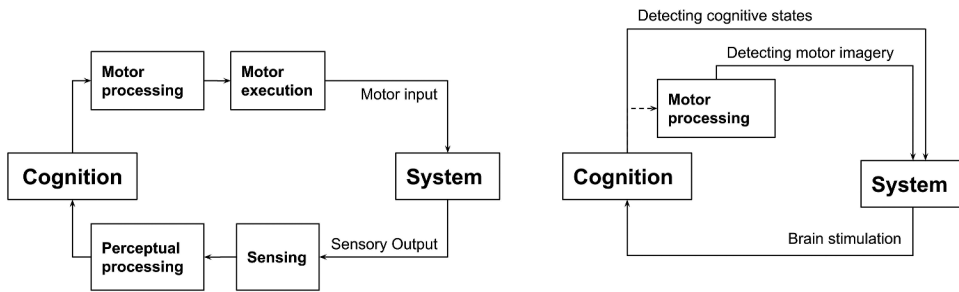 Motor
processing
Motor
execution
Motor input
Cognition
System
Perceptual
processing
Sensing
Sensory Output
Detecting cognitive states
Detecting motor imagery
Motor
processing
Cognition
System
Brain stimulation